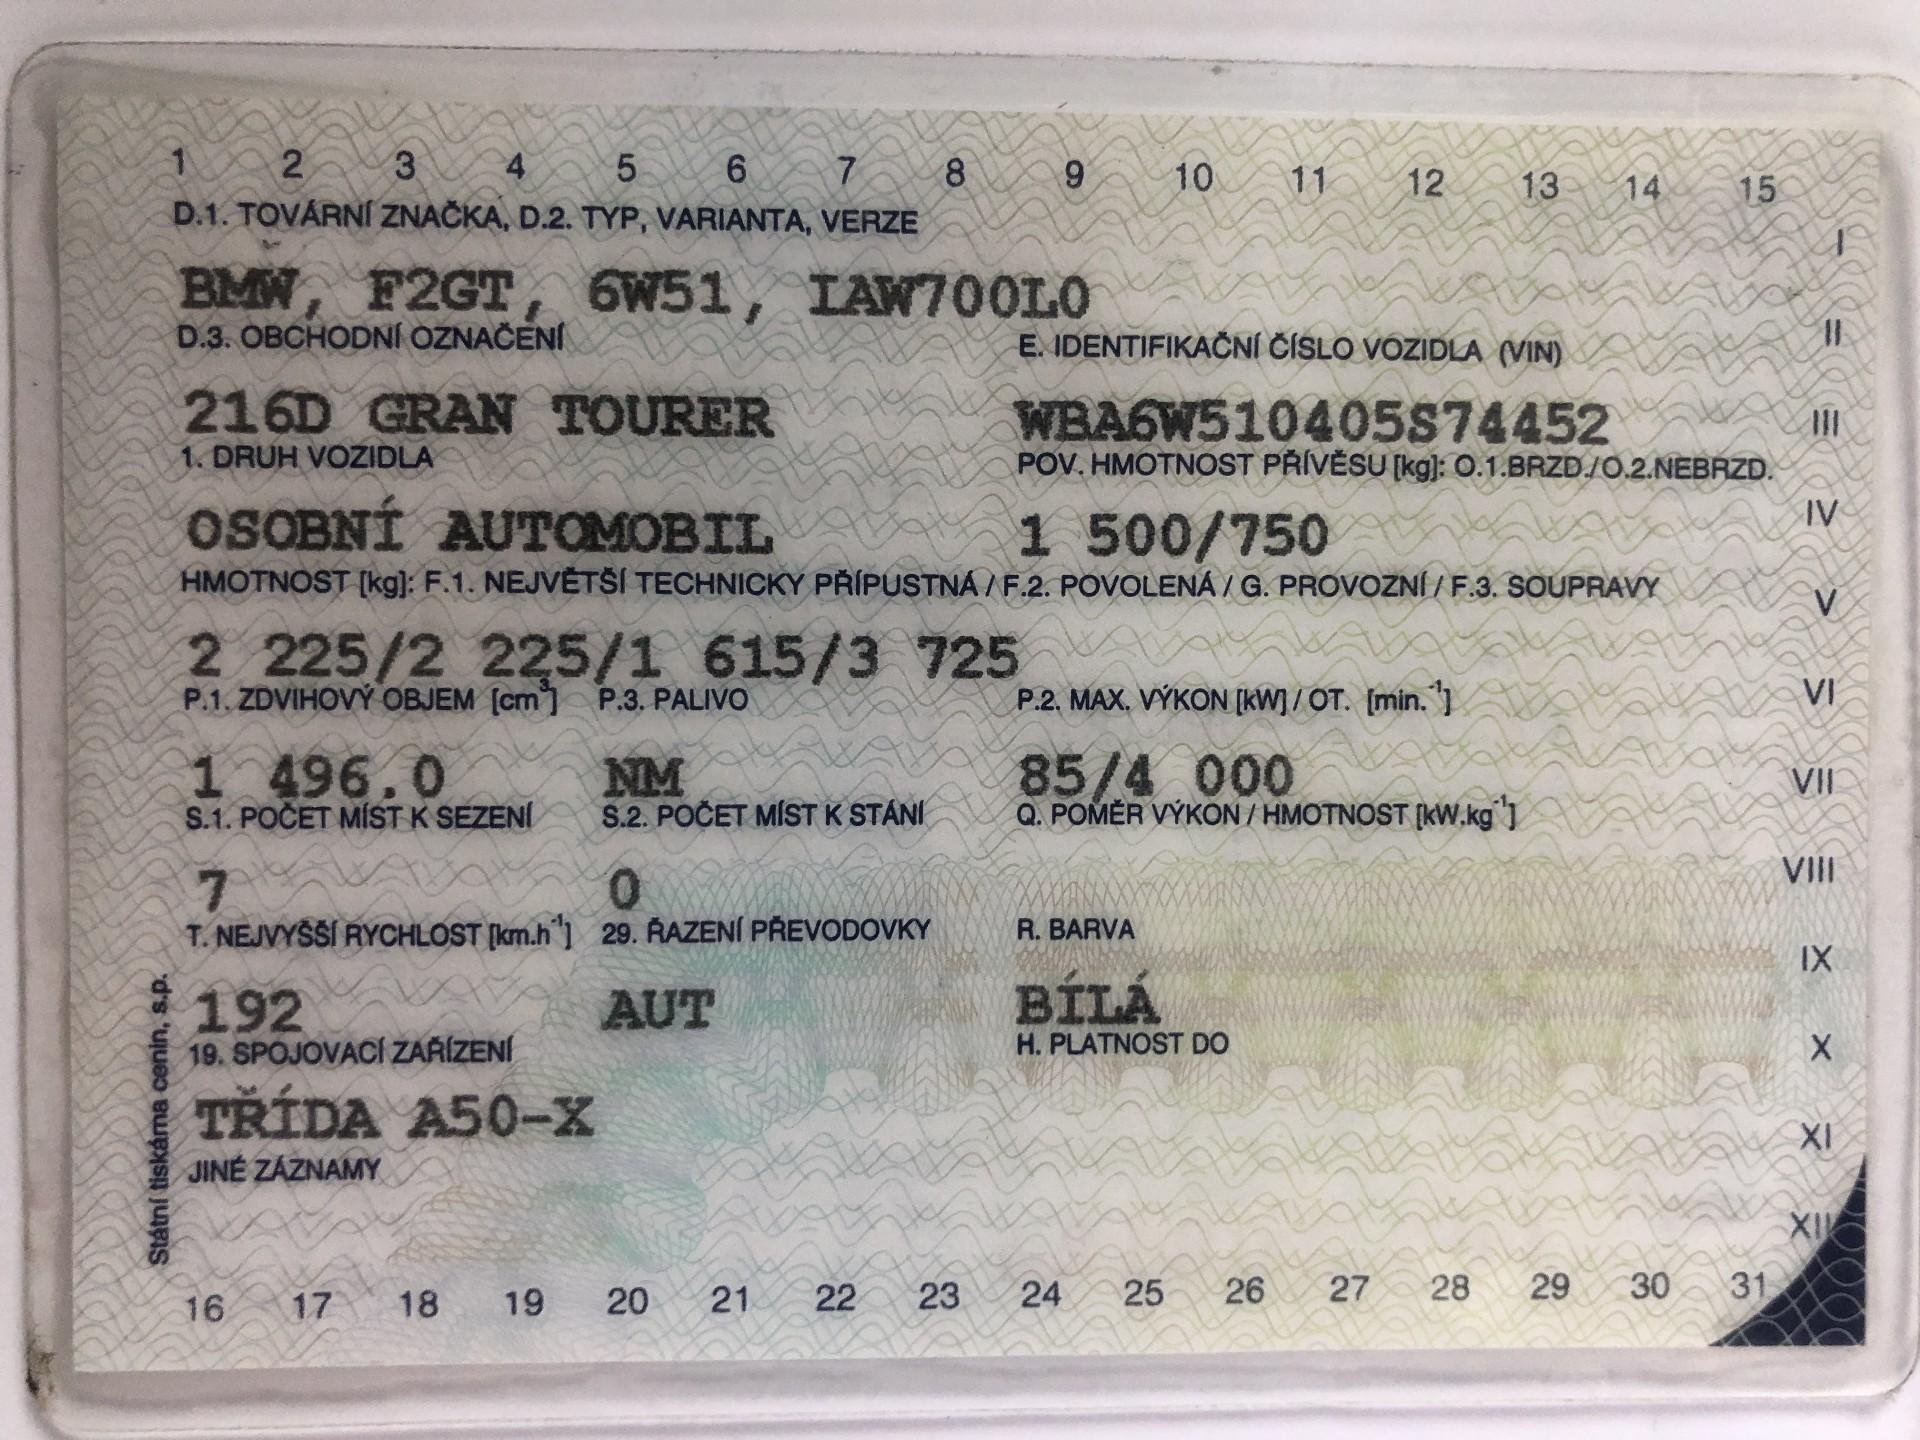 1 2 3 4 5 6 7 8 9 10 11 12 13 14 15
D.1. TOVÁRNÍ ZNAČKA, D.2. TYP, VARIANTA, VERZE
I
BMW, F2GT, 6W51, IAW700L0
II
D.3. OBCHODNÍ OZNAČENÍ E. IDENTIFIKAČNÍ ČÍSLO VOZIDLA (VIN)
216D GRAN TOURER WBA6W510405S74452
III
1. DRUH VOZIDLA POV. HMOTNOST PŘÍVĚSU [kg]: O.1.BRZD./O.2.NEBRZD.
OSOBNÍ AUTOMOBIL 1 500/750
IV
HMOTNOST [kg]: F.1. NEJVĚTŠÍ TECHNICKY PŘÍPUSTNÁ / F.2. POVOLENÁ / G. PROVOZNÍ / F.3. SOUPRAVY
V
2 225/2 225/1 615/3 725
P.1. ZDVIHOVÝ OBJEM [cm³] P.3. PALIVO P.2. MAX. VÝKON [kW] / OT. [min.⁻¹]
VI
1 496.0 NM 85/4 000
VII
S.1. POČET MÍST K SEZENÍ S.2. POČET MÍST K STÁNÍ Q. POMĚR VÝKON / HMOTNOST [kW.kg⁻¹]
7 0
VIII
T. NEJVYŠŠÍ RYCHLOST [km.h⁻¹] 29. ŘAZENÍ PŘEVODOVKY R. BARVA
IX
192 AUT BÍLÁ
19. SPOJOVACÍ ZAŘÍZENÍ H. PLATNOST DO
X
TŘÍDA A50-X
XI
JINÉ ZÁZNAMY
XII
16 17 18 19 20 21 22 23 24 25 26 27 28 29 30 31
Státní tiskárna cenin, s.p.